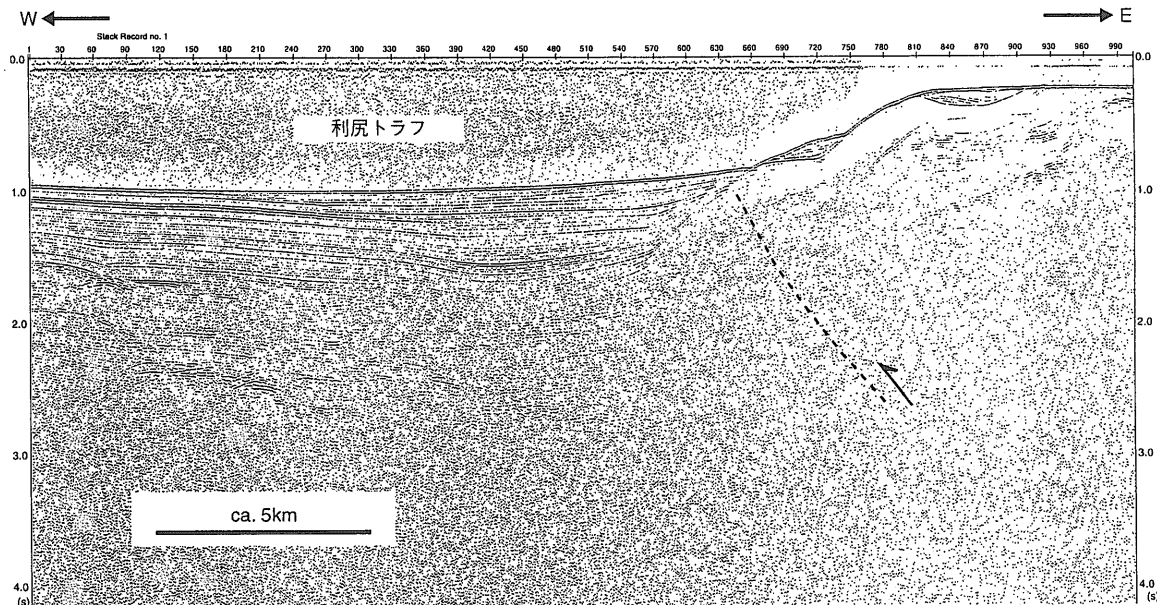 W E
Stack Record no. 1
1 30 60 90 120 150 180 210 240 270 300 330 360 390 420 450 480 510 540 570 600 630 660 690 720 750 780 810 840 870 900 930 960 990
0.0 0.0
利尻トラフ
1.0 1.0
2.0 2.0
3.0 3.0
ca. 5km
4.0 4.0
(s) (s)